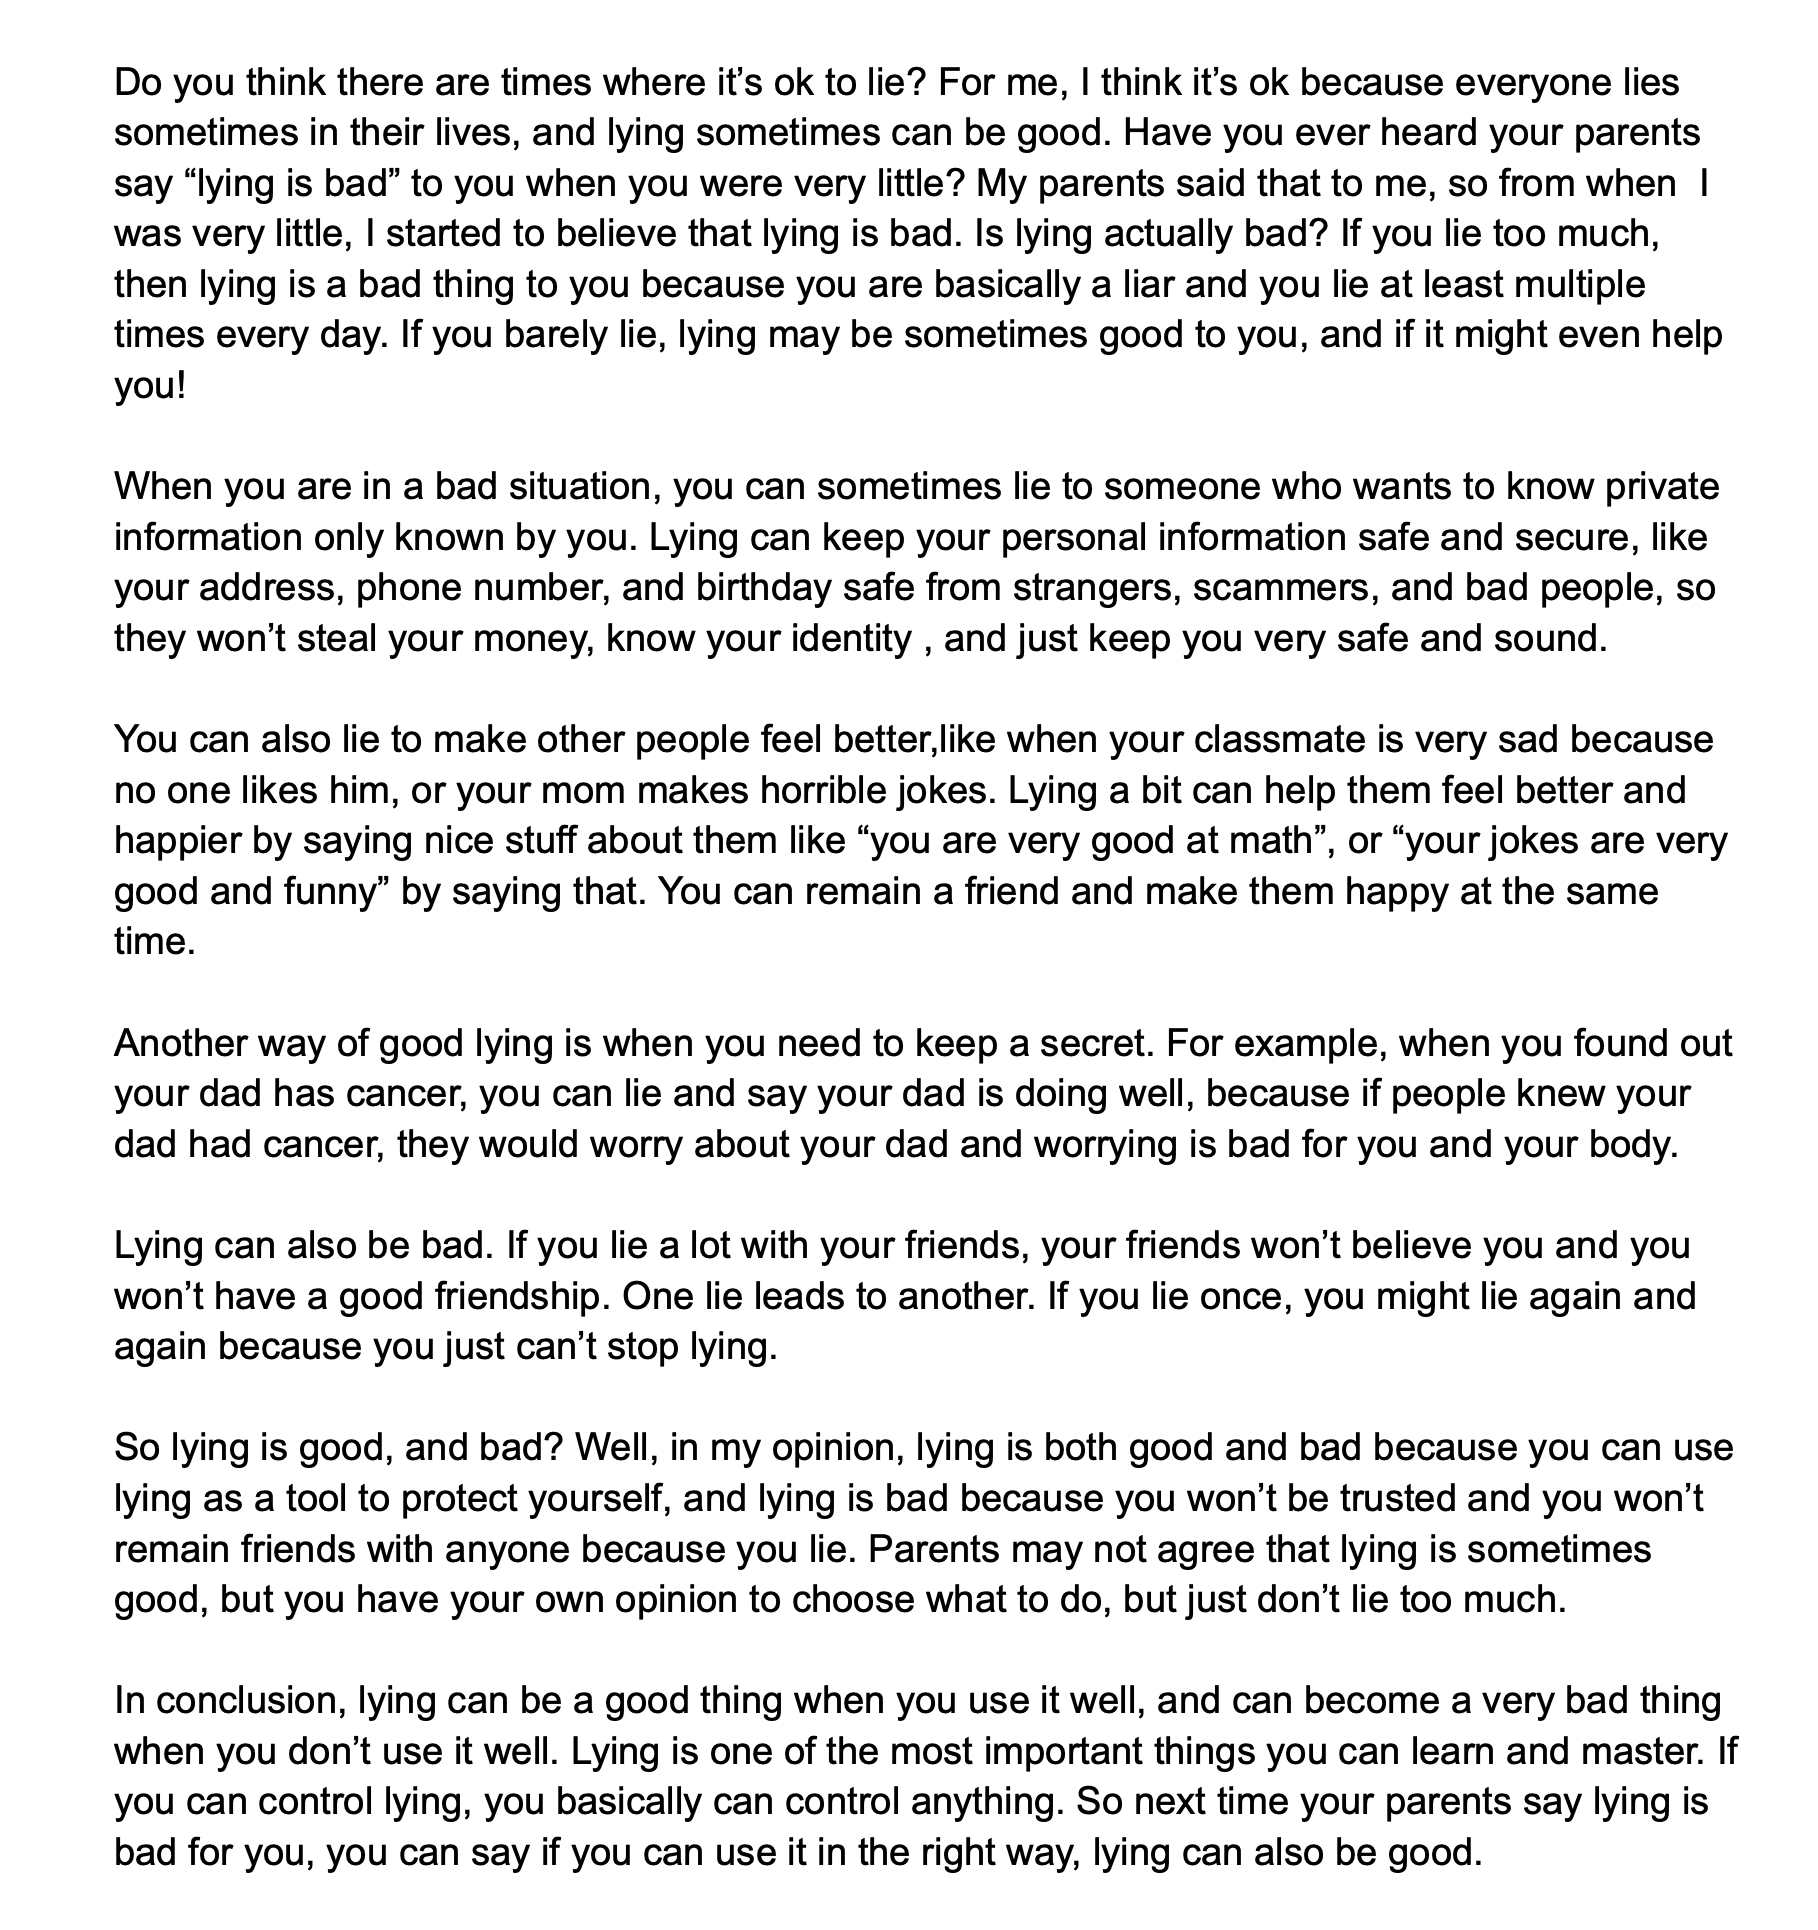 Do you think there are times where it’s ok to lie? For me, I think it’s ok because everyone lies
sometimes in their lives, and lying sometimes can be good. Have you ever heard your parents
say “lying is bad” to you when you were very little? My parents said that to me, so from when  I
was very little, I started to believe that lying is bad. Is lying actually bad? If you lie too much,
then lying is a bad thing to you because you are basically a liar and you lie at least multiple
times every day. If you barely lie, lying may be sometimes good to you, and if it might even help
you!

When you are in a bad situation, you can sometimes lie to someone who wants to know private
information only known by you. Lying can keep your personal information safe and secure, like
your address, phone number, and birthday safe from strangers, scammers, and bad people, so
they won’t steal your money, know your identity , and just keep you very safe and sound.

You can also lie to make other people feel better,like when your classmate is very sad because
no one likes him, or your mom makes horrible jokes. Lying a bit can help them feel better and
happier by saying nice stuff about them like “you are very good at math”, or “your jokes are very
good and funny” by saying that. You can remain a friend and make them happy at the same
time.

Another way of good lying is when you need to keep a secret. For example, when you found out
your dad has cancer, you can lie and say your dad is doing well, because if people knew your
dad had cancer, they would worry about your dad and worrying is bad for you and your body.

Lying can also be bad. If you lie a lot with your friends, your friends won’t believe you and you
won’t have a good friendship. One lie leads to another. If you lie once, you might lie again and
again because you just can’t stop lying.

So lying is good, and bad? Well, in my opinion, lying is both good and bad because you can use
lying as a tool to protect yourself, and lying is bad because you won’t be trusted and you won’t
remain friends with anyone because you lie. Parents may not agree that lying is sometimes
good, but you have your own opinion to choose what to do, but just don’t lie too much.

In conclusion, lying can be a good thing when you use it well, and can become a very bad thing
when you don’t use it well. Lying is one of the most important things you can learn and master. If
you can control lying, you basically can control anything. So next time your parents say lying is
bad for you, you can say if you can use it in the right way, lying can also be good.